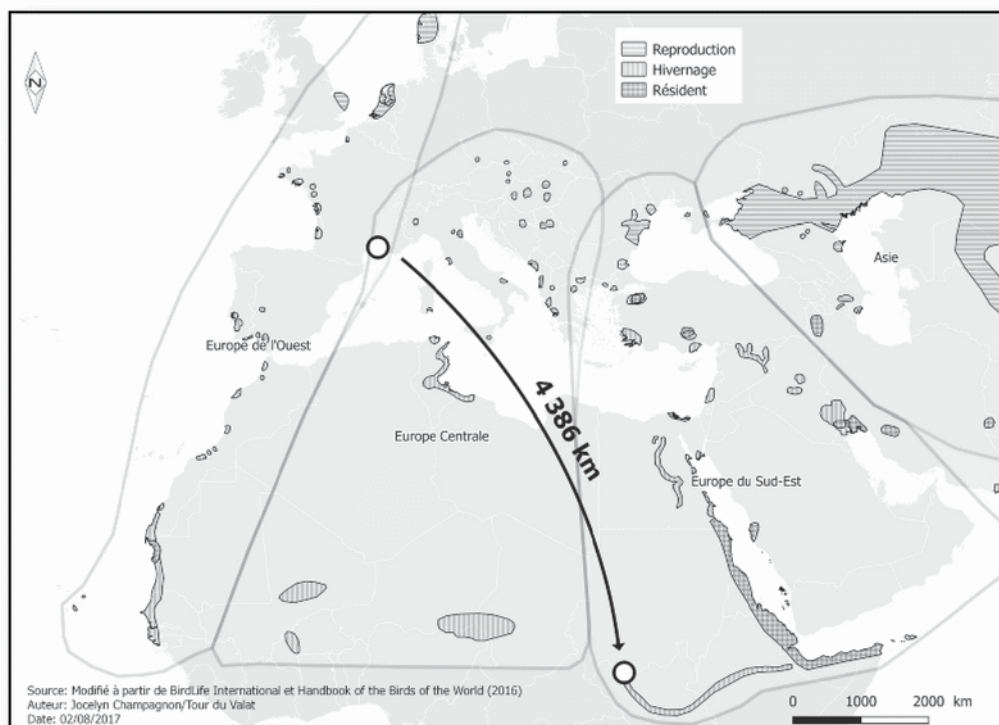 Z
Reproduction
Hivernage
Résident
Asie
Europe de l'Ouest
4 386 km
Europe Centrale
Europe du Sud-Est
Source: Modifié à partir de BirdLife International et Handbook of the Birds of the World (2016)
Auteur: Jocelyn Champagnon/Tour du Valat
Date: 02/08/2017
0 1000 2000 km